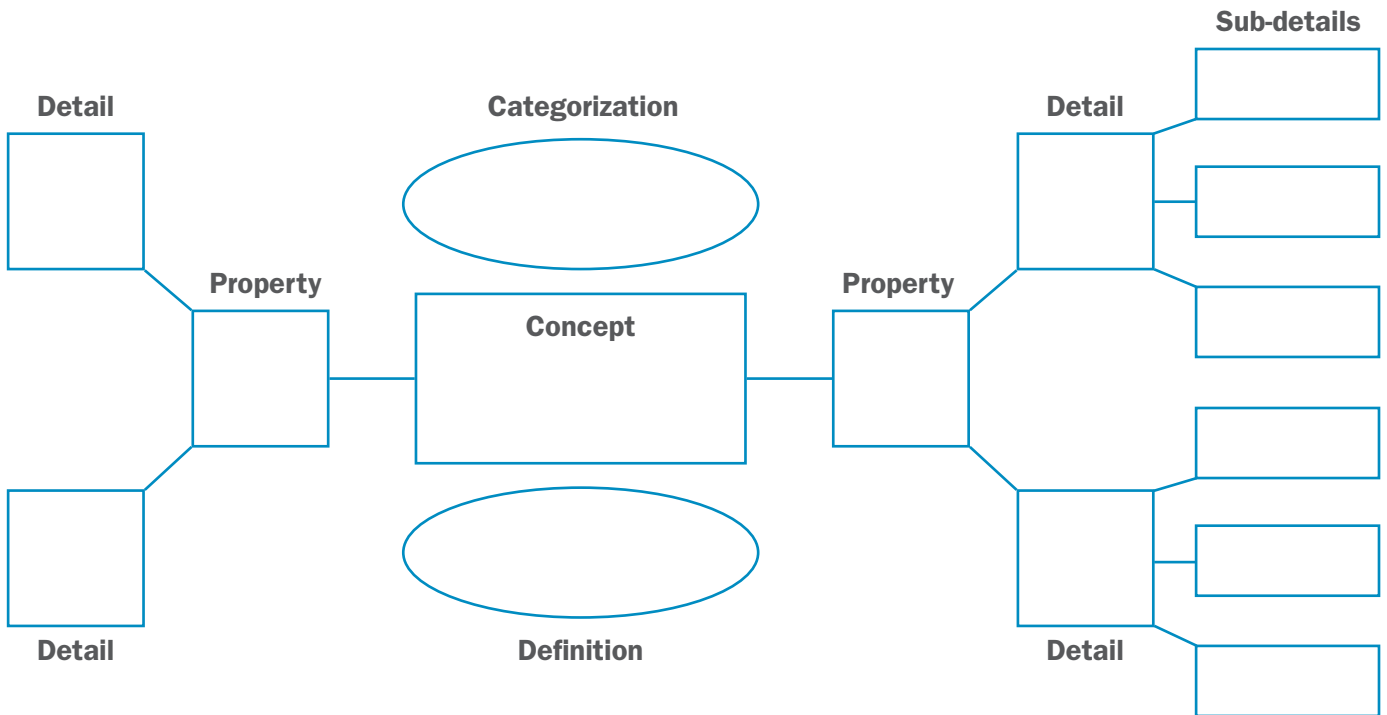 Sub-details
Detail
Categorization
Detail
Property
Property
Concept
Detail
Definition
Detail